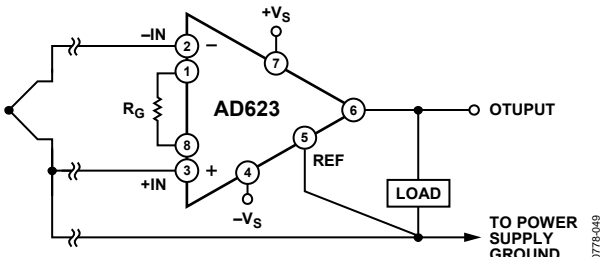 +VS
–IN
2
–
7
1
RG
AD623
6
OTUPUT
8
5
REF
3
+
4
+IN
LOAD
–VS
TO POWER
SUPPLY
GROUND
0778-049